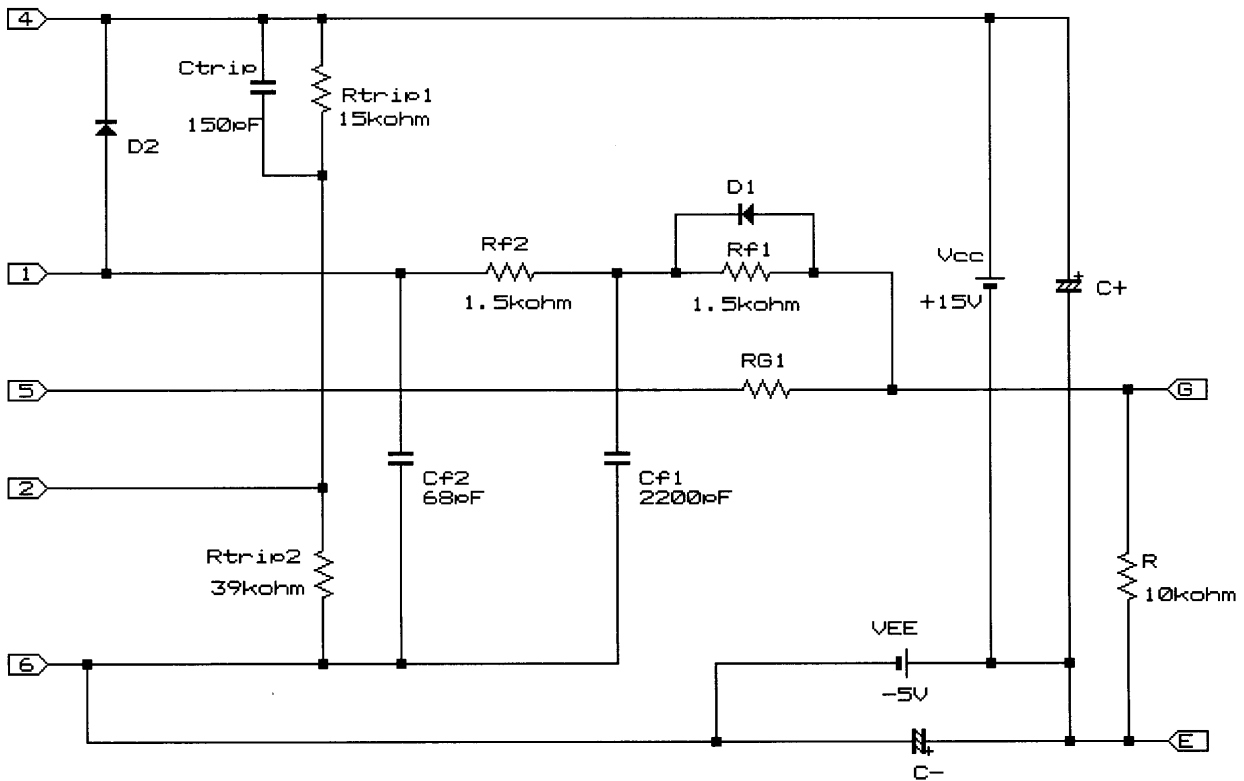 4
Ctrip
150pF
Rtrip1
15kohm
D2
D1
Rf2
1.5kohm
Rf1
1.5kohm
1
Vcc
+15V
C+
+
RG1
5
G
2
Cf2
68pF
Cf1
2200pF
Rtrip2
39kohm
R
10kohm
6
VEE
-5V
E
+
C-